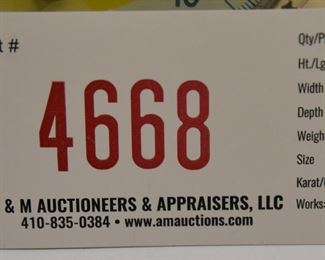 t #
4668
& M AUCTIONEERS & APPRAISERS, LLC
410-835-0384 • www.amauctions.com
Qty/P
Ht./Lg
Width
Depth
Weigh
Size
Karat/
Works: